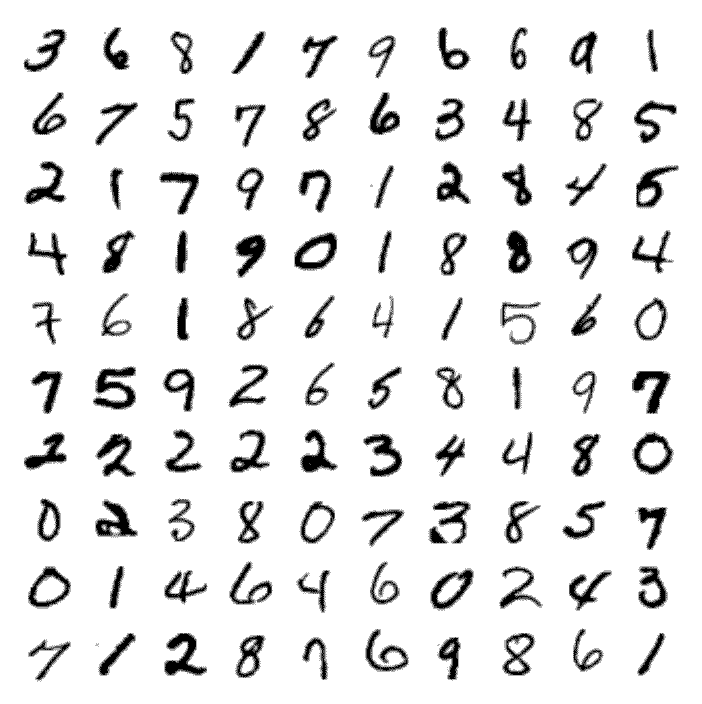 3 6 8 1 7 9 6 6 9 1
6 7 5 7 8 6 3 4 8 5
2 1 7 9 7 1 2 8 4 5
4 8 1 9 0 1 8 8 9 4
7 6 1 8 6 4 1 5 6 0
7 5 9 2 6 5 8 1 9 7
2 2 2 2 2 3 4 4 8 0
0 2 3 8 0 7 3 8 5 7
0 1 4 6 4 6 0 2 4 3
7 1 2 8 7 6 9 8 6 1